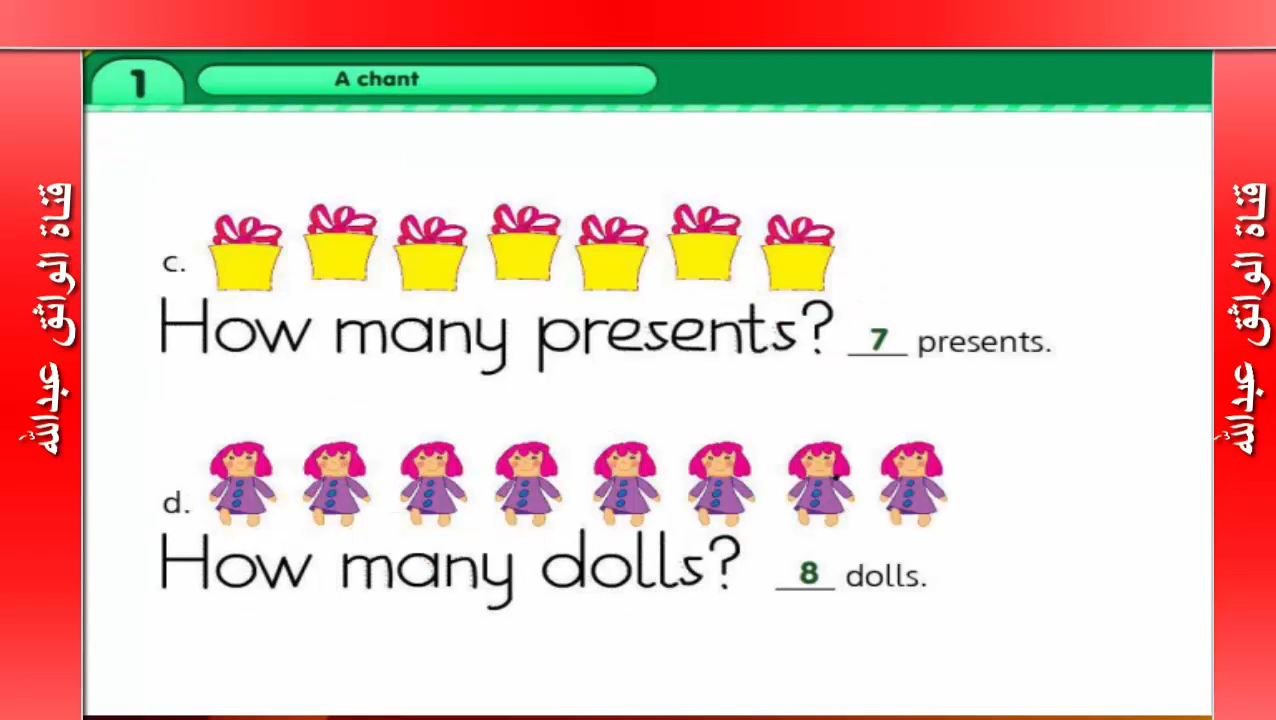 1 A chant
c.
How many presents? 7 presents.
d.
How many dolls? 8 dolls.
قناة الواثق عبدالله
قناة الواثق عبدالله